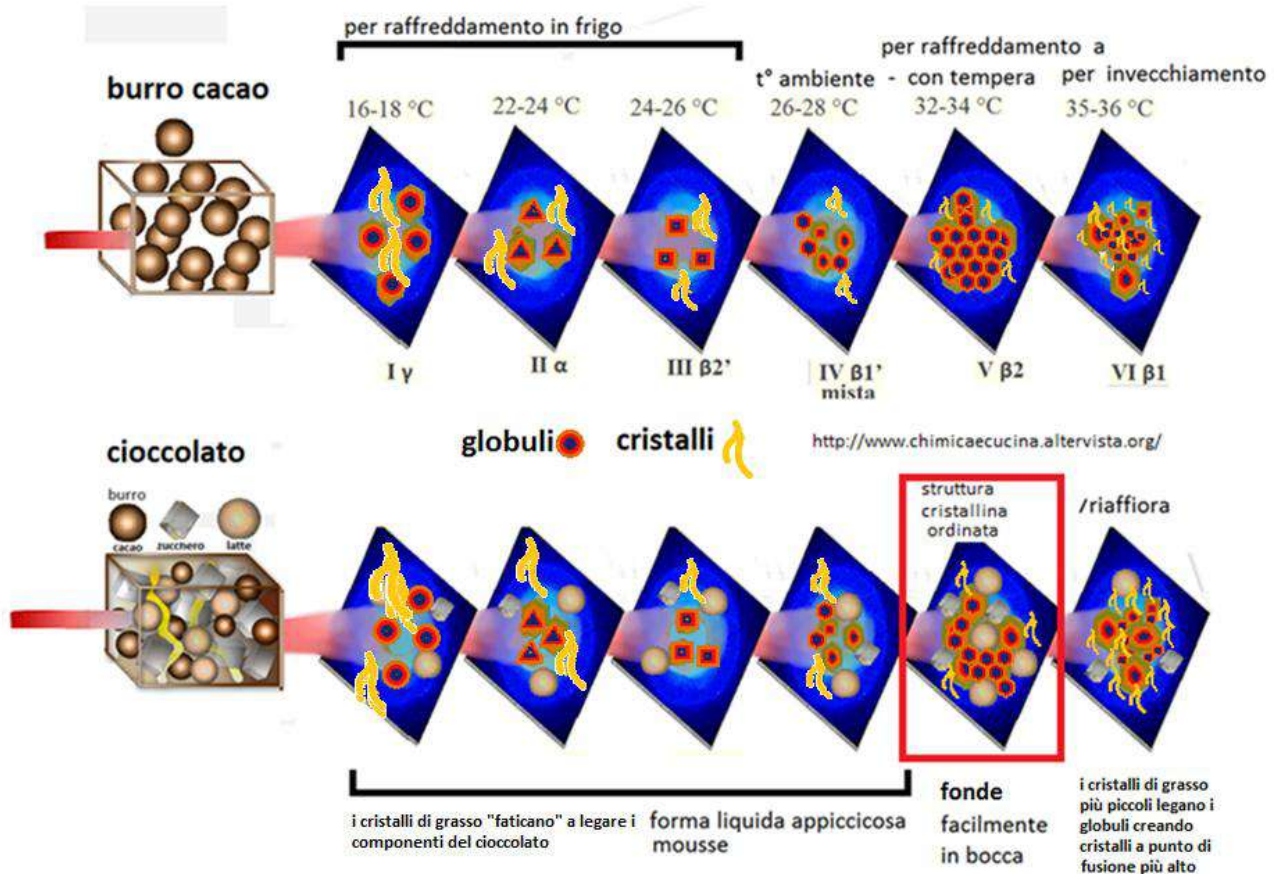 per raffreddamento in frigo
per raffreddamento a
t° ambiente - con tempera
per invecchiamento
burro cacao
16-18 °C
22-24 °C
24-26 °C
26-28 °C
32-34 °C
35-36 °C
I γ
II α
III β2'
IV β1'
mista
V β2
VI β1
globuli
cristalli
http://www.chimicaecucina.altervista.org/
cioccolato
burro
cacao
zucchero
latte
struttura
cristallina
ordinata
/riaffiora
i cristalli di grasso "faticano" a legare i
componenti del cioccolato
forma liquida appiccicosa
mousse
fonde
facilmente
in bocca
i cristalli di grasso
più piccoli legano i
globuli creando
cristalli a punto di
fusione più alto